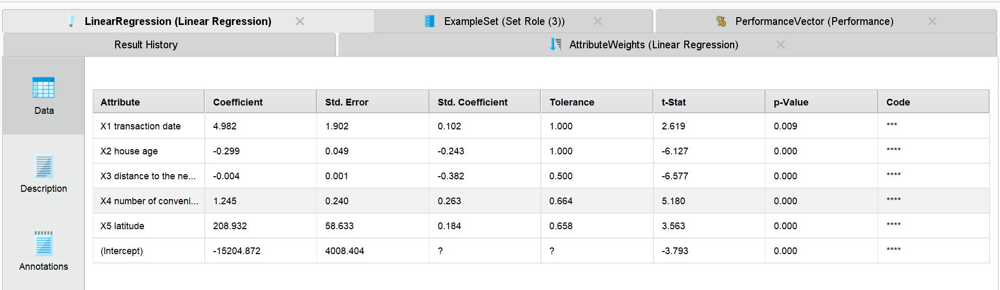 LinearRegression (Linear Regression) ExampleSet (Set Role (3)) PerformanceVector (Performance)
Result History AttributeWeights (Linear Regression)
Data
Description
Annotations
Attribute Coefficient Std. Error Std. Coefficient Tolerance t-Stat p-Value Code
X1 transaction date 4.982 1.902 0.102 1.000 2.619 0.009 ***
X2 house age -0.299 0.049 -0.243 1.000 -6.127 0.000 ****
X3 distance to the ne... -0.004 0.001 -0.382 0.500 -6.577 0.000 ****
X4 number of conveni... 1.245 0.240 0.263 0.664 5.180 0.000 ****
X5 latitude 208.932 58.633 0.184 0.658 3.563 0.000 ****
(Intercept) -15204.872 4008.404 ? ? -3.793 0.000 ****